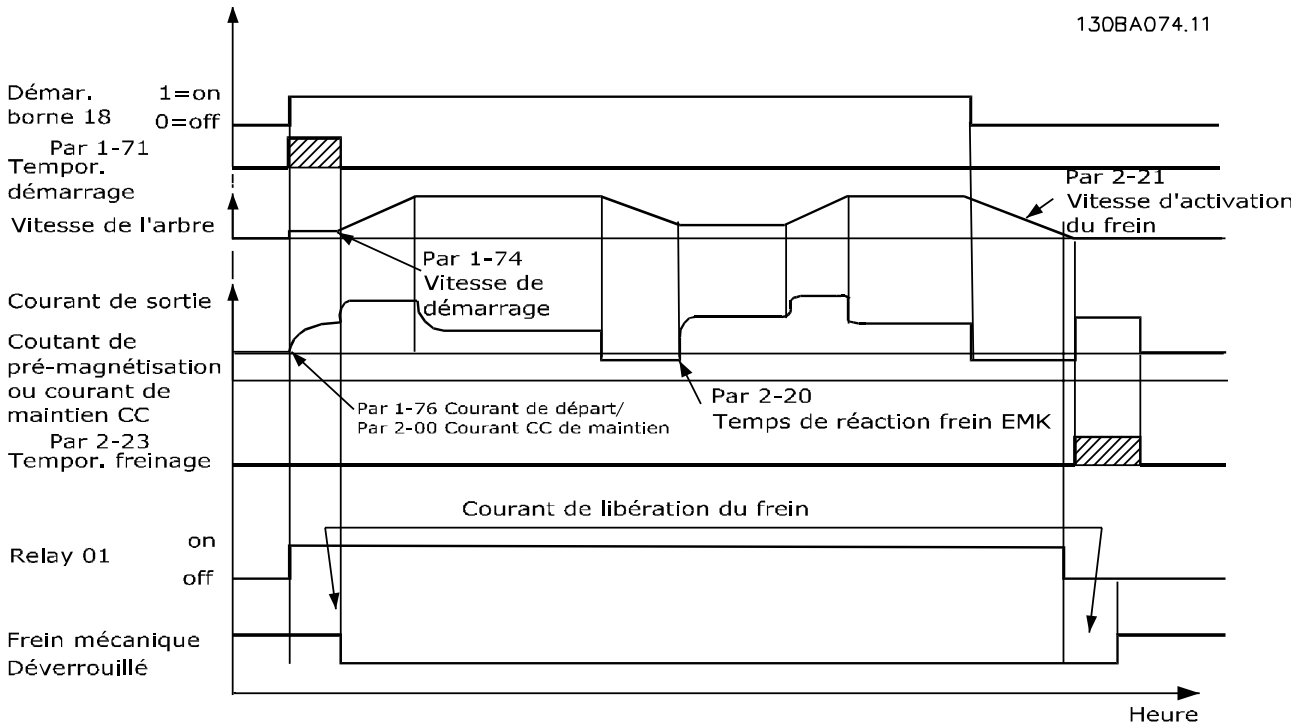 130BA074.11
Démar. 1=on
borne 18 0=off
Par 1-71
Tempor.
démarrage
Par 2-21
Vitesse d'activation
du frein
Vitesse de l'arbre
Par 1-74
Vitesse de
démarrage
Courant de sortie
Coutant de
pré-magnétisation
ou courant de
maintien CC
Par 1-76 Courant de départ/
Par 2-00 Courant CC de maintien
Par 2-20
Temps de réaction frein EMK
Par 2-23
Tempor. freinage
Courant de libération du frein
on
Relay 01
off
Frein mécanique
Déverrouillé
Heure